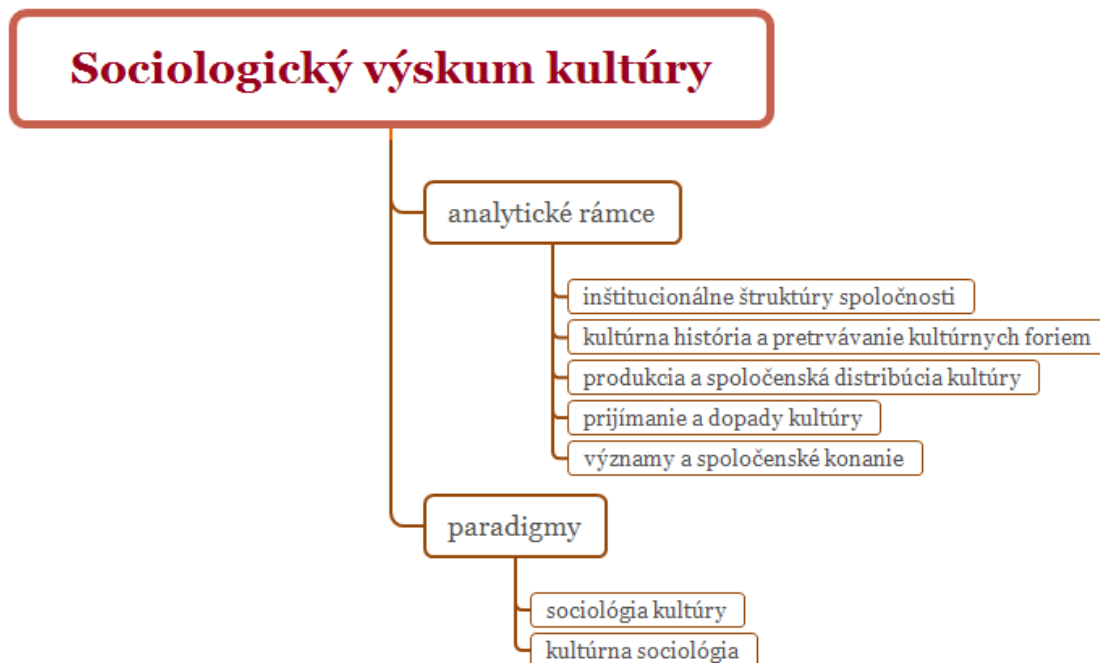 Sociologický výskum kultúry
analytické rámce
inštitucionálne štruktúry spoločnosti
kultúrna história a pretrvávanie kultúrnych foriem
produkcia a spoločenská distribúcia kultúry
prijímanie a dopady kultúry
významy a spoločenské konanie
paradigmy
sociológia kultúry
kultúrna sociológia